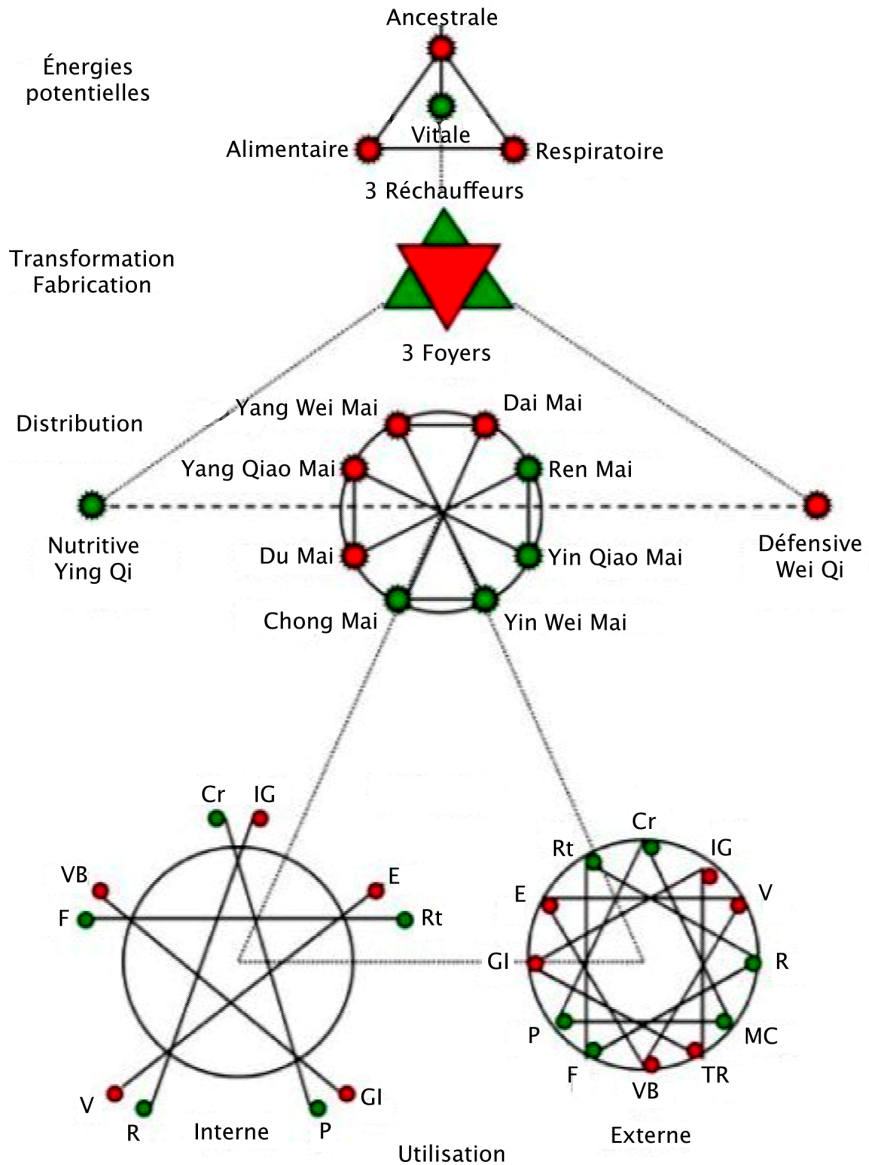 Ancestrale
Énergies
potentielles
Vitale
Alimentaire
Respiratoire
3 Réchauffeurs
Transformation
Fabrication
3 Foyers
Distribution
Yang Wei Mai
Dai Mai
Yang Qiao Mai
Ren Mai
Nutritive
Ying Qi
Du Mai
Yin Qiao Mai
Défensive
Wei Qi
Chong Mai
Yin Wei Mai
Cr
IG
VB
E
F
Rt
V
R
P
GI
Interne
Cr
Rt
IG
E
V
GI
R
P
MC
F
TR
VB
Externe
Utilisation